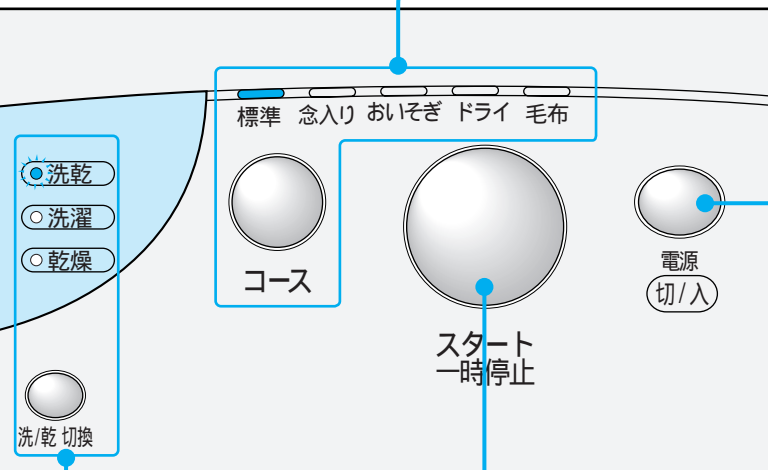 標準 念入り おいそぎ ドライ 毛布
洗乾
洗濯
乾燥
コース
電源
切/入
スタート
一時停止
洗/乾 切換